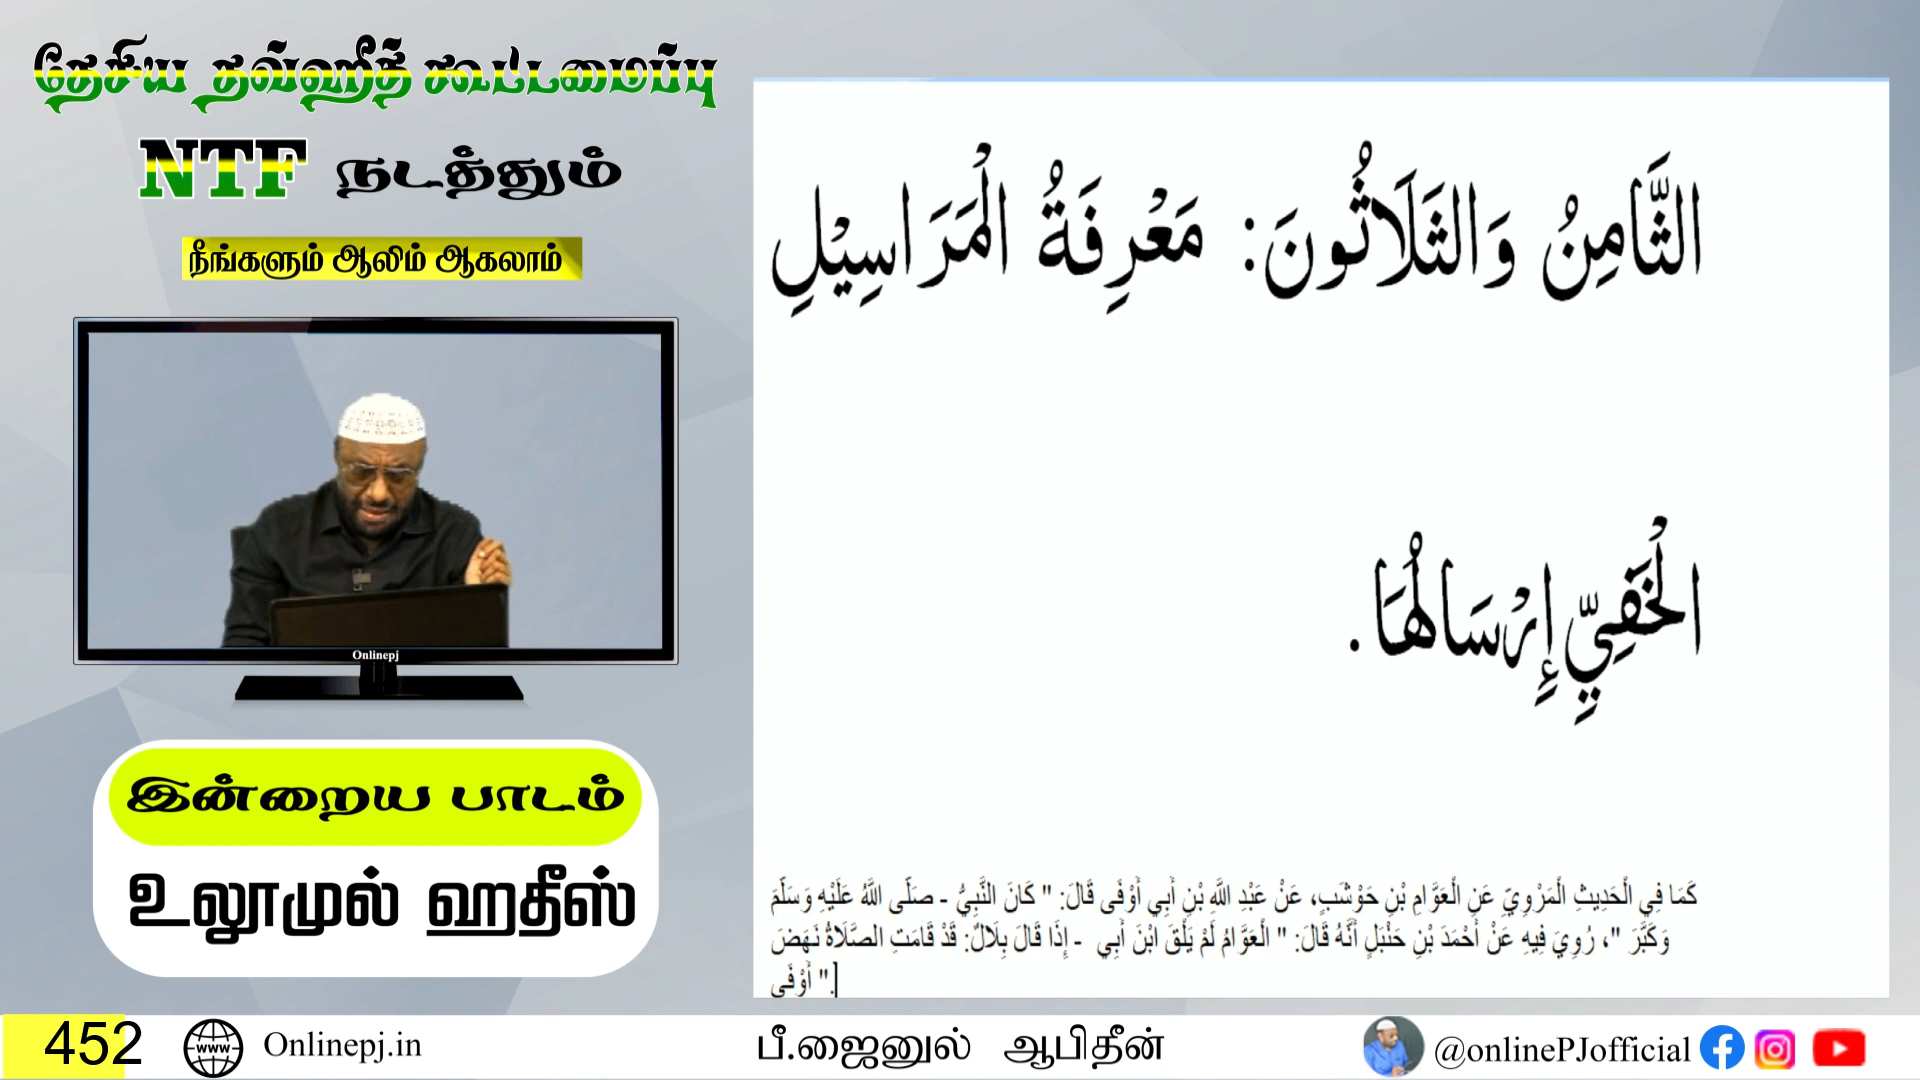 தேசிய தவ்ஹீத் கூட்டமைப்பு
NTF நடத்தும்
நீங்களும் ஆலிம் ஆகலாம்
Onlinepj
இன்றைய பாடம்
உலூமுல் ஹதீஸ்
الثَّامِنُ وَالثَلَاثُونَ: مَعْرِفَةُ الْمَرَاسِيْلِ
الْخَفِيِّ إِرْسَالُهَا.
كَمَا فِي الْحَدِيثِ الْمَرْوِيِّ عَنِ الْعَوَّامِ بْنِ حَوْشَبٍ، عَنْ عَبْدِ اللَّهِ بْنِ أَبِي أَوْفَى قَالَ: " كَانَ النَّبِيُّ - صَلَّى اللَّهُ عَلَيْهِ وَسَلَّمَ
- إِذَا قَالَ بِلَالٌ: قَدْ قَامَتِ الصَّلَاةُ نَهَضَ وَكَبَّرَ "، رُوِيَ فِيهِ عَنْ أَحْمَدَ بْنِ حَنْبَلٍ أَنَّهُ قَالَ: " الْعَوَّامُ لَمْ يَلْقَ ابْنَ أَبِي
أَوْفَى ".
452
www
Onlinepj.in
பீ.ஜைனுல் ஆபிதீன்
@onlinePJofficial